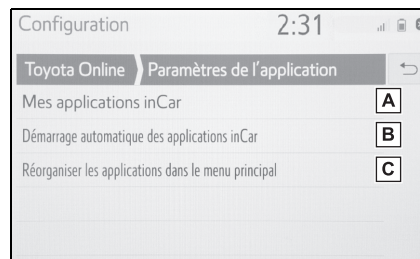 Configuration 2:31
Toyota Online Paramètres de l'application
Mes applications inCar A
Démarrage automatique des applications inCar B
Réorganiser les applications dans le menu principal C